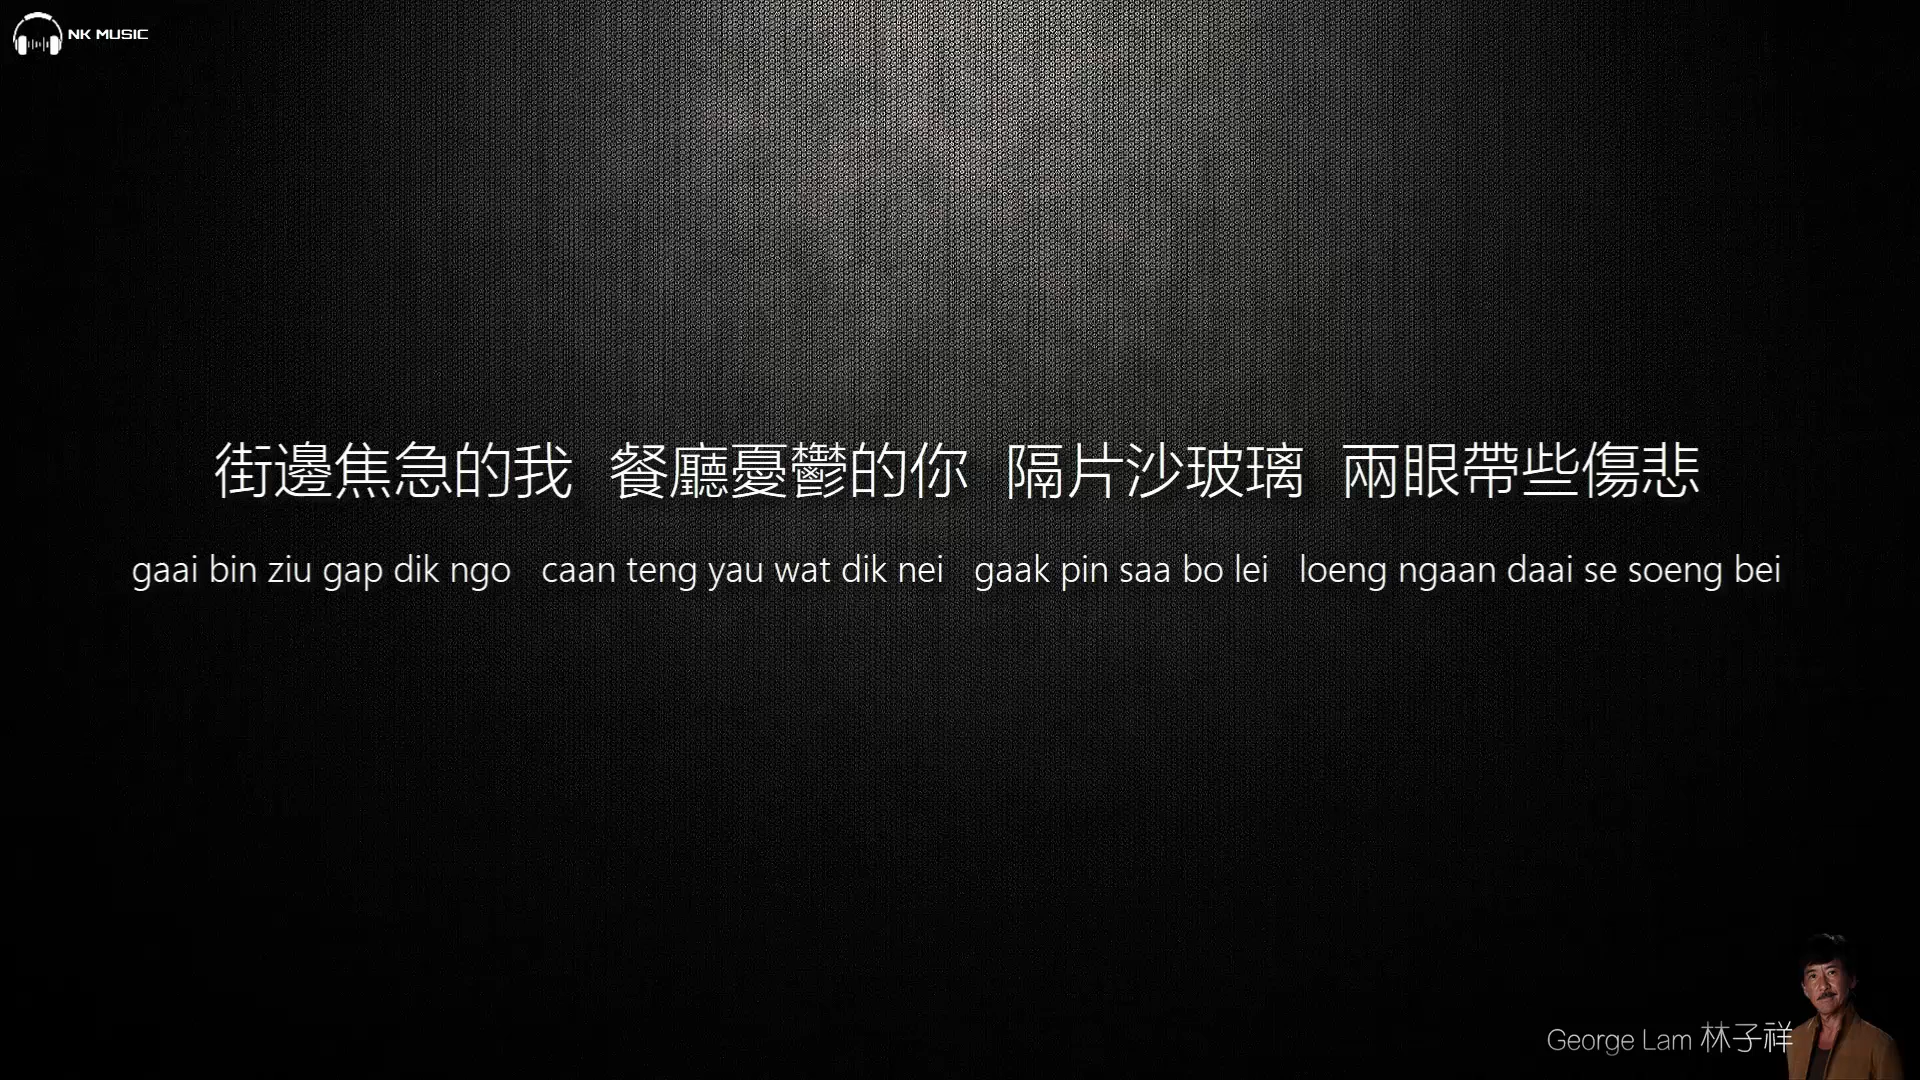 NK MUSIC
街邊焦急的我 餐廳憂鬱的你 隔片沙玻璃 兩眼帶些傷悲
gaai bin ziu gap dik ngo caan teng yau wat dik nei gaak pin saa bo lei loeng ngaan daai se soeng bei
George Lam 林子祥